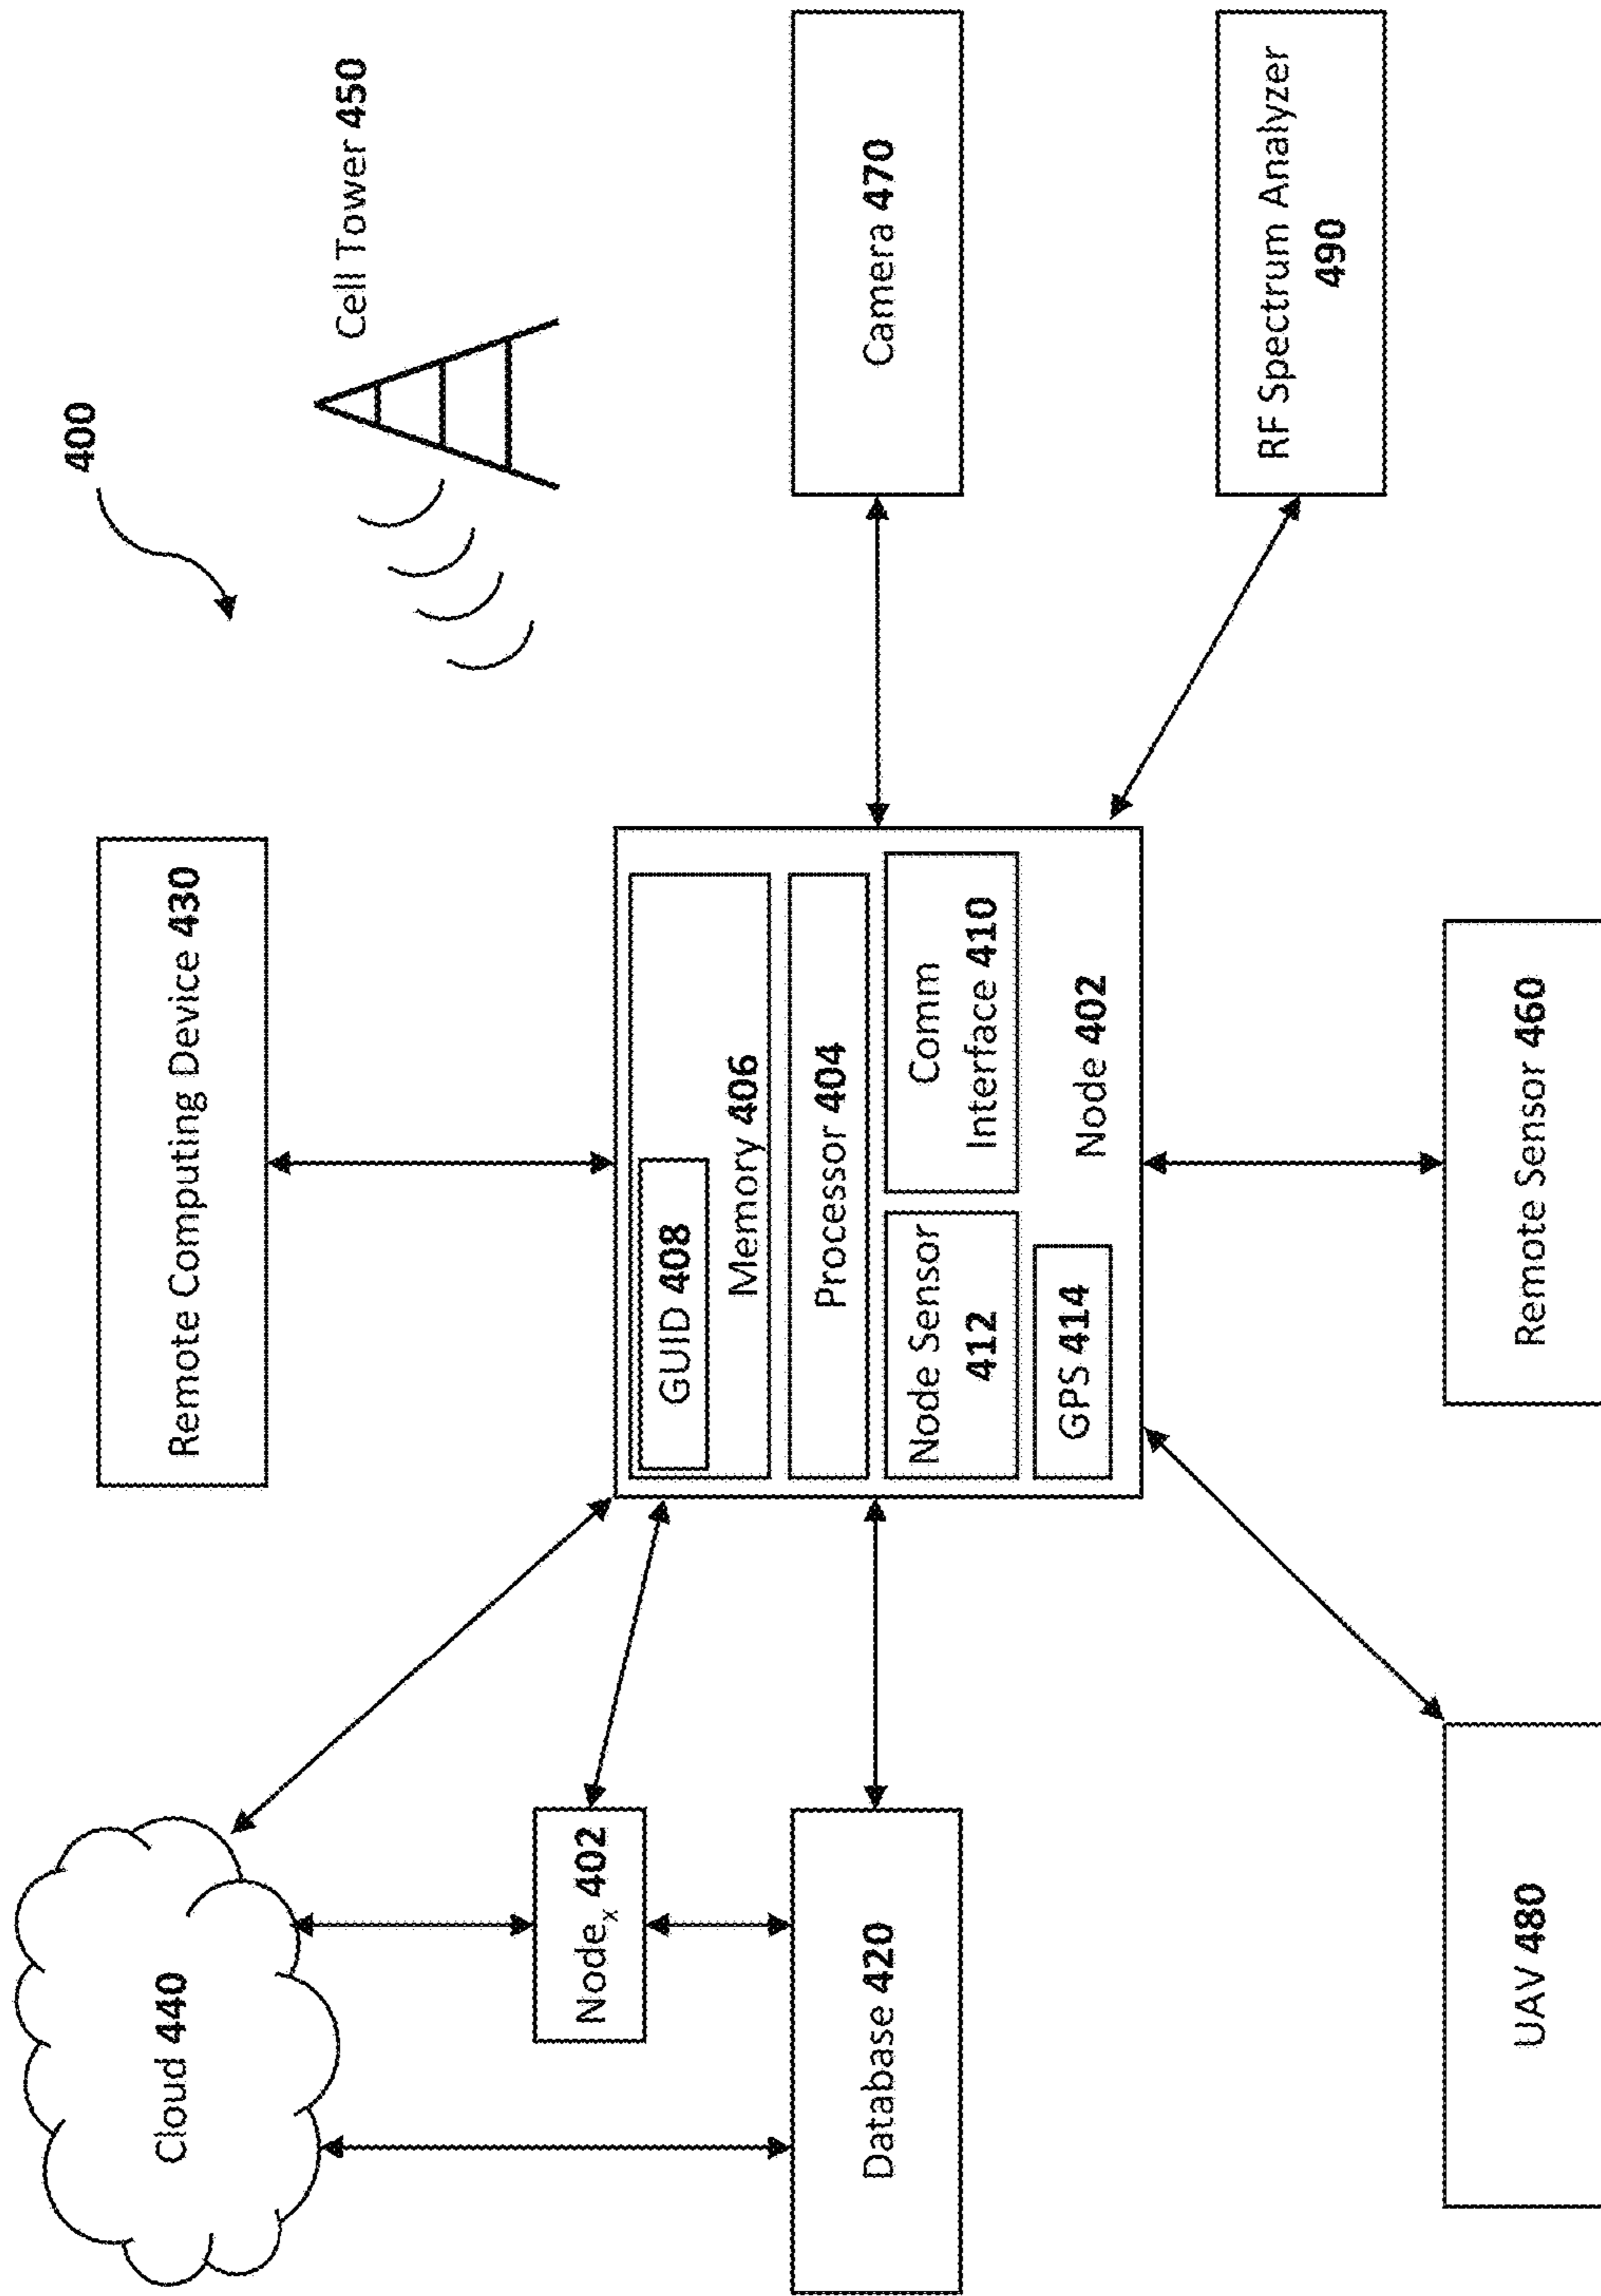 400
Cloud 440
Remote Computing Device 430
Cell Tower 450
Nodeₓ 402
GUID 408
Memory 406
Processor 404
Node Sensor
412
Comm
Interface 410
GPS 414
Node 402
Database 420
Camera 470
RF Spectrum Analyzer
490
UAV 480
Remote Sensor 460